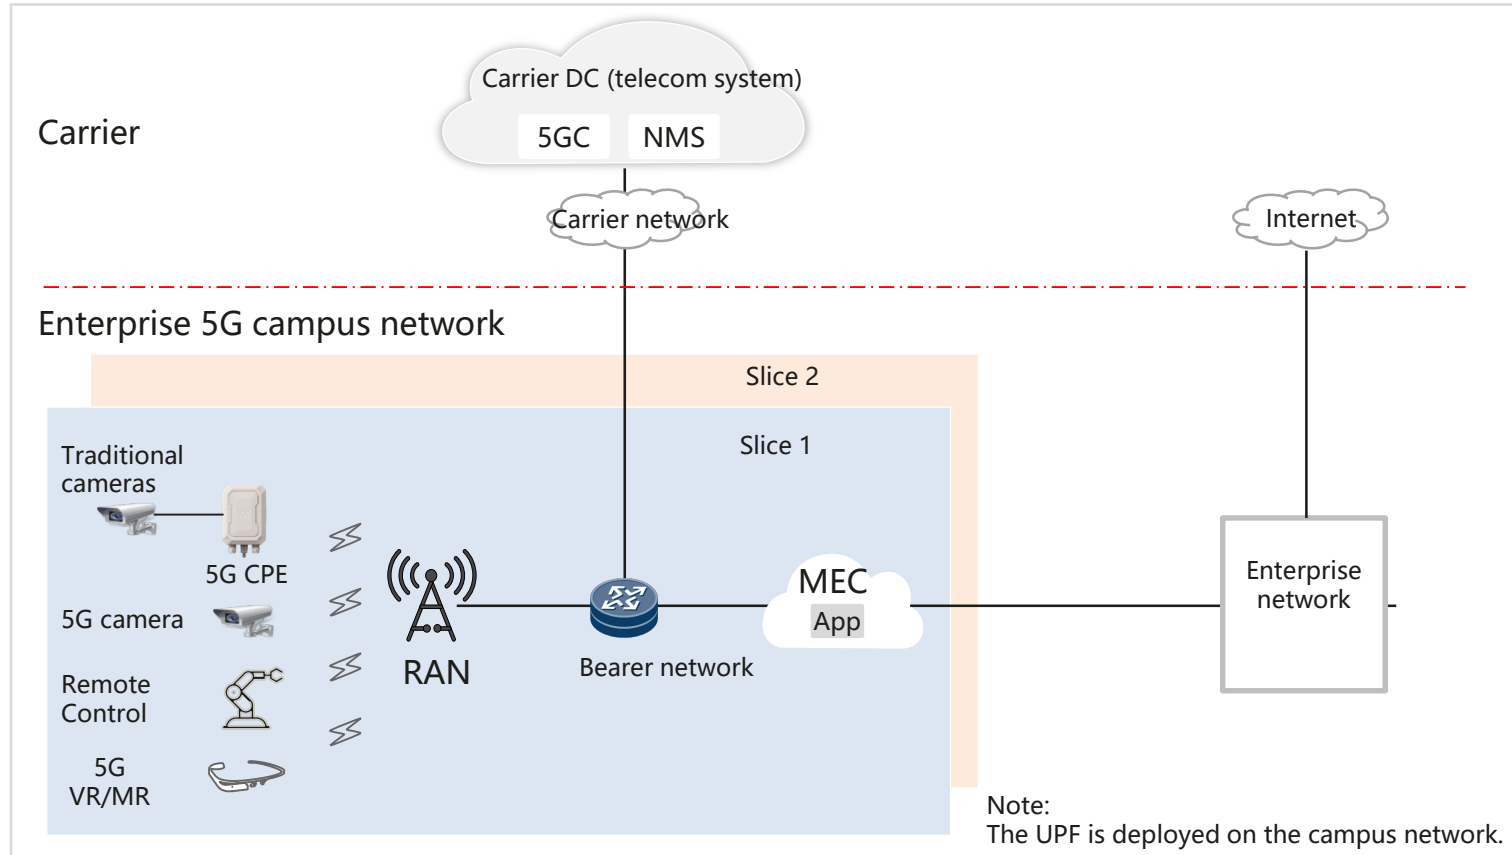 Carrier DC (telecom system)
5GC
NMS
Carrier
Carrier network
Internet
Enterprise 5G campus network
Slice 2
Slice 1
Traditional
cameras
5G CPE
5G camera
Remote
Control
5G
VR/MR
RAN
Bearer network
MEC
App
Enterprise
network
Note:
The UPF is deployed on the campus network.